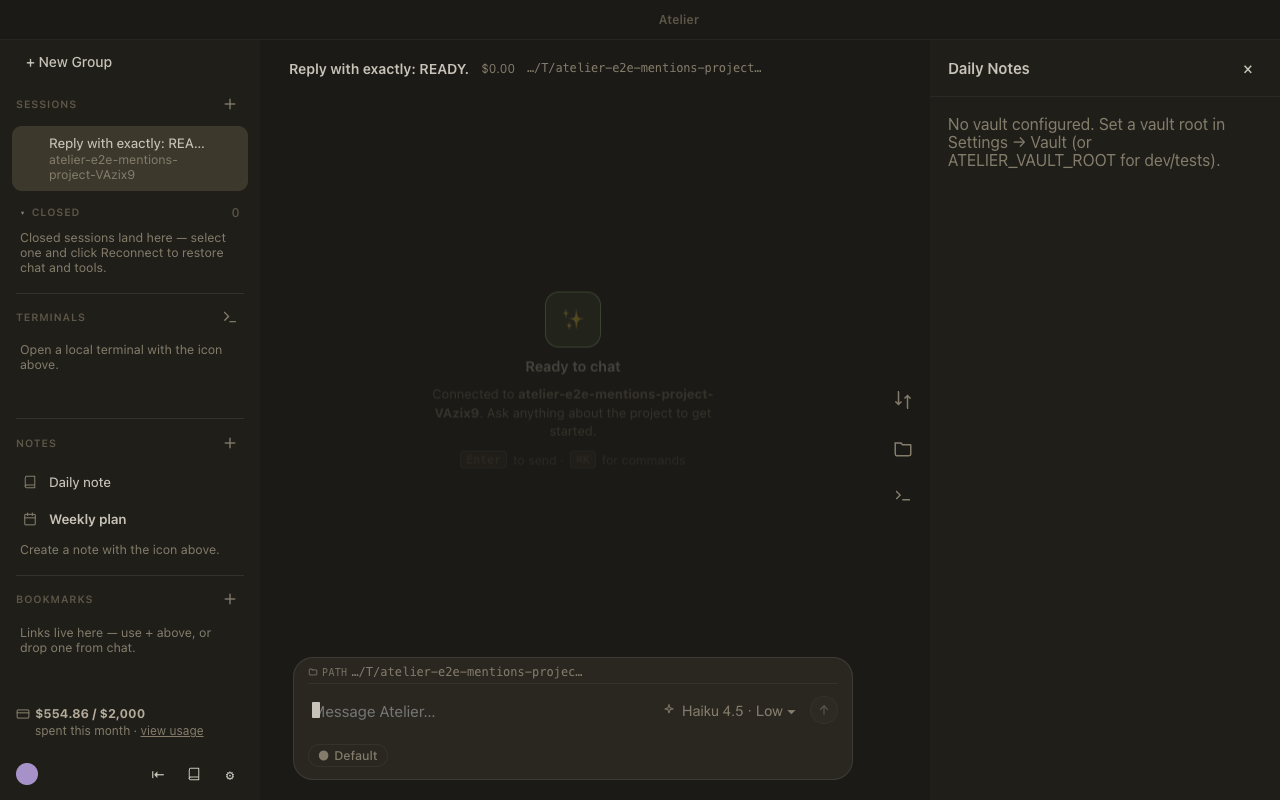 Atelier
+ New Group
SESSIONS
Reply with exactly: REA...
atelier-e2e-mentions-
project-VAzix9
CLOSED 0
Closed sessions land here — select
one and click Reconnect to restore
chat and tools.
TERMINALS
Open a local terminal with the icon
above.
NOTES
Daily note
Weekly plan
Create a note with the icon above.
BOOKMARKS
Links live here — use + above, or
drop one from chat.
$554.86 / $2,000
spent this month · view usage
Reply with exactly: READY. $0.00 …/T/atelier-e2e-mentions-project…
Ready to chat
Connected to atelier-e2e-mentions-project-
VAzix9. Ask anything about the project to get
started.
Enter to send ⌘K for commands
PATH …/T/atelier-e2e-mentions-projec…
Message Atelier...
Haiku 4.5 · Low
Default
Daily Notes
No vault configured. Set a vault root in
Settings → Vault (or
ATELIER_VAULT_ROOT for dev/tests).